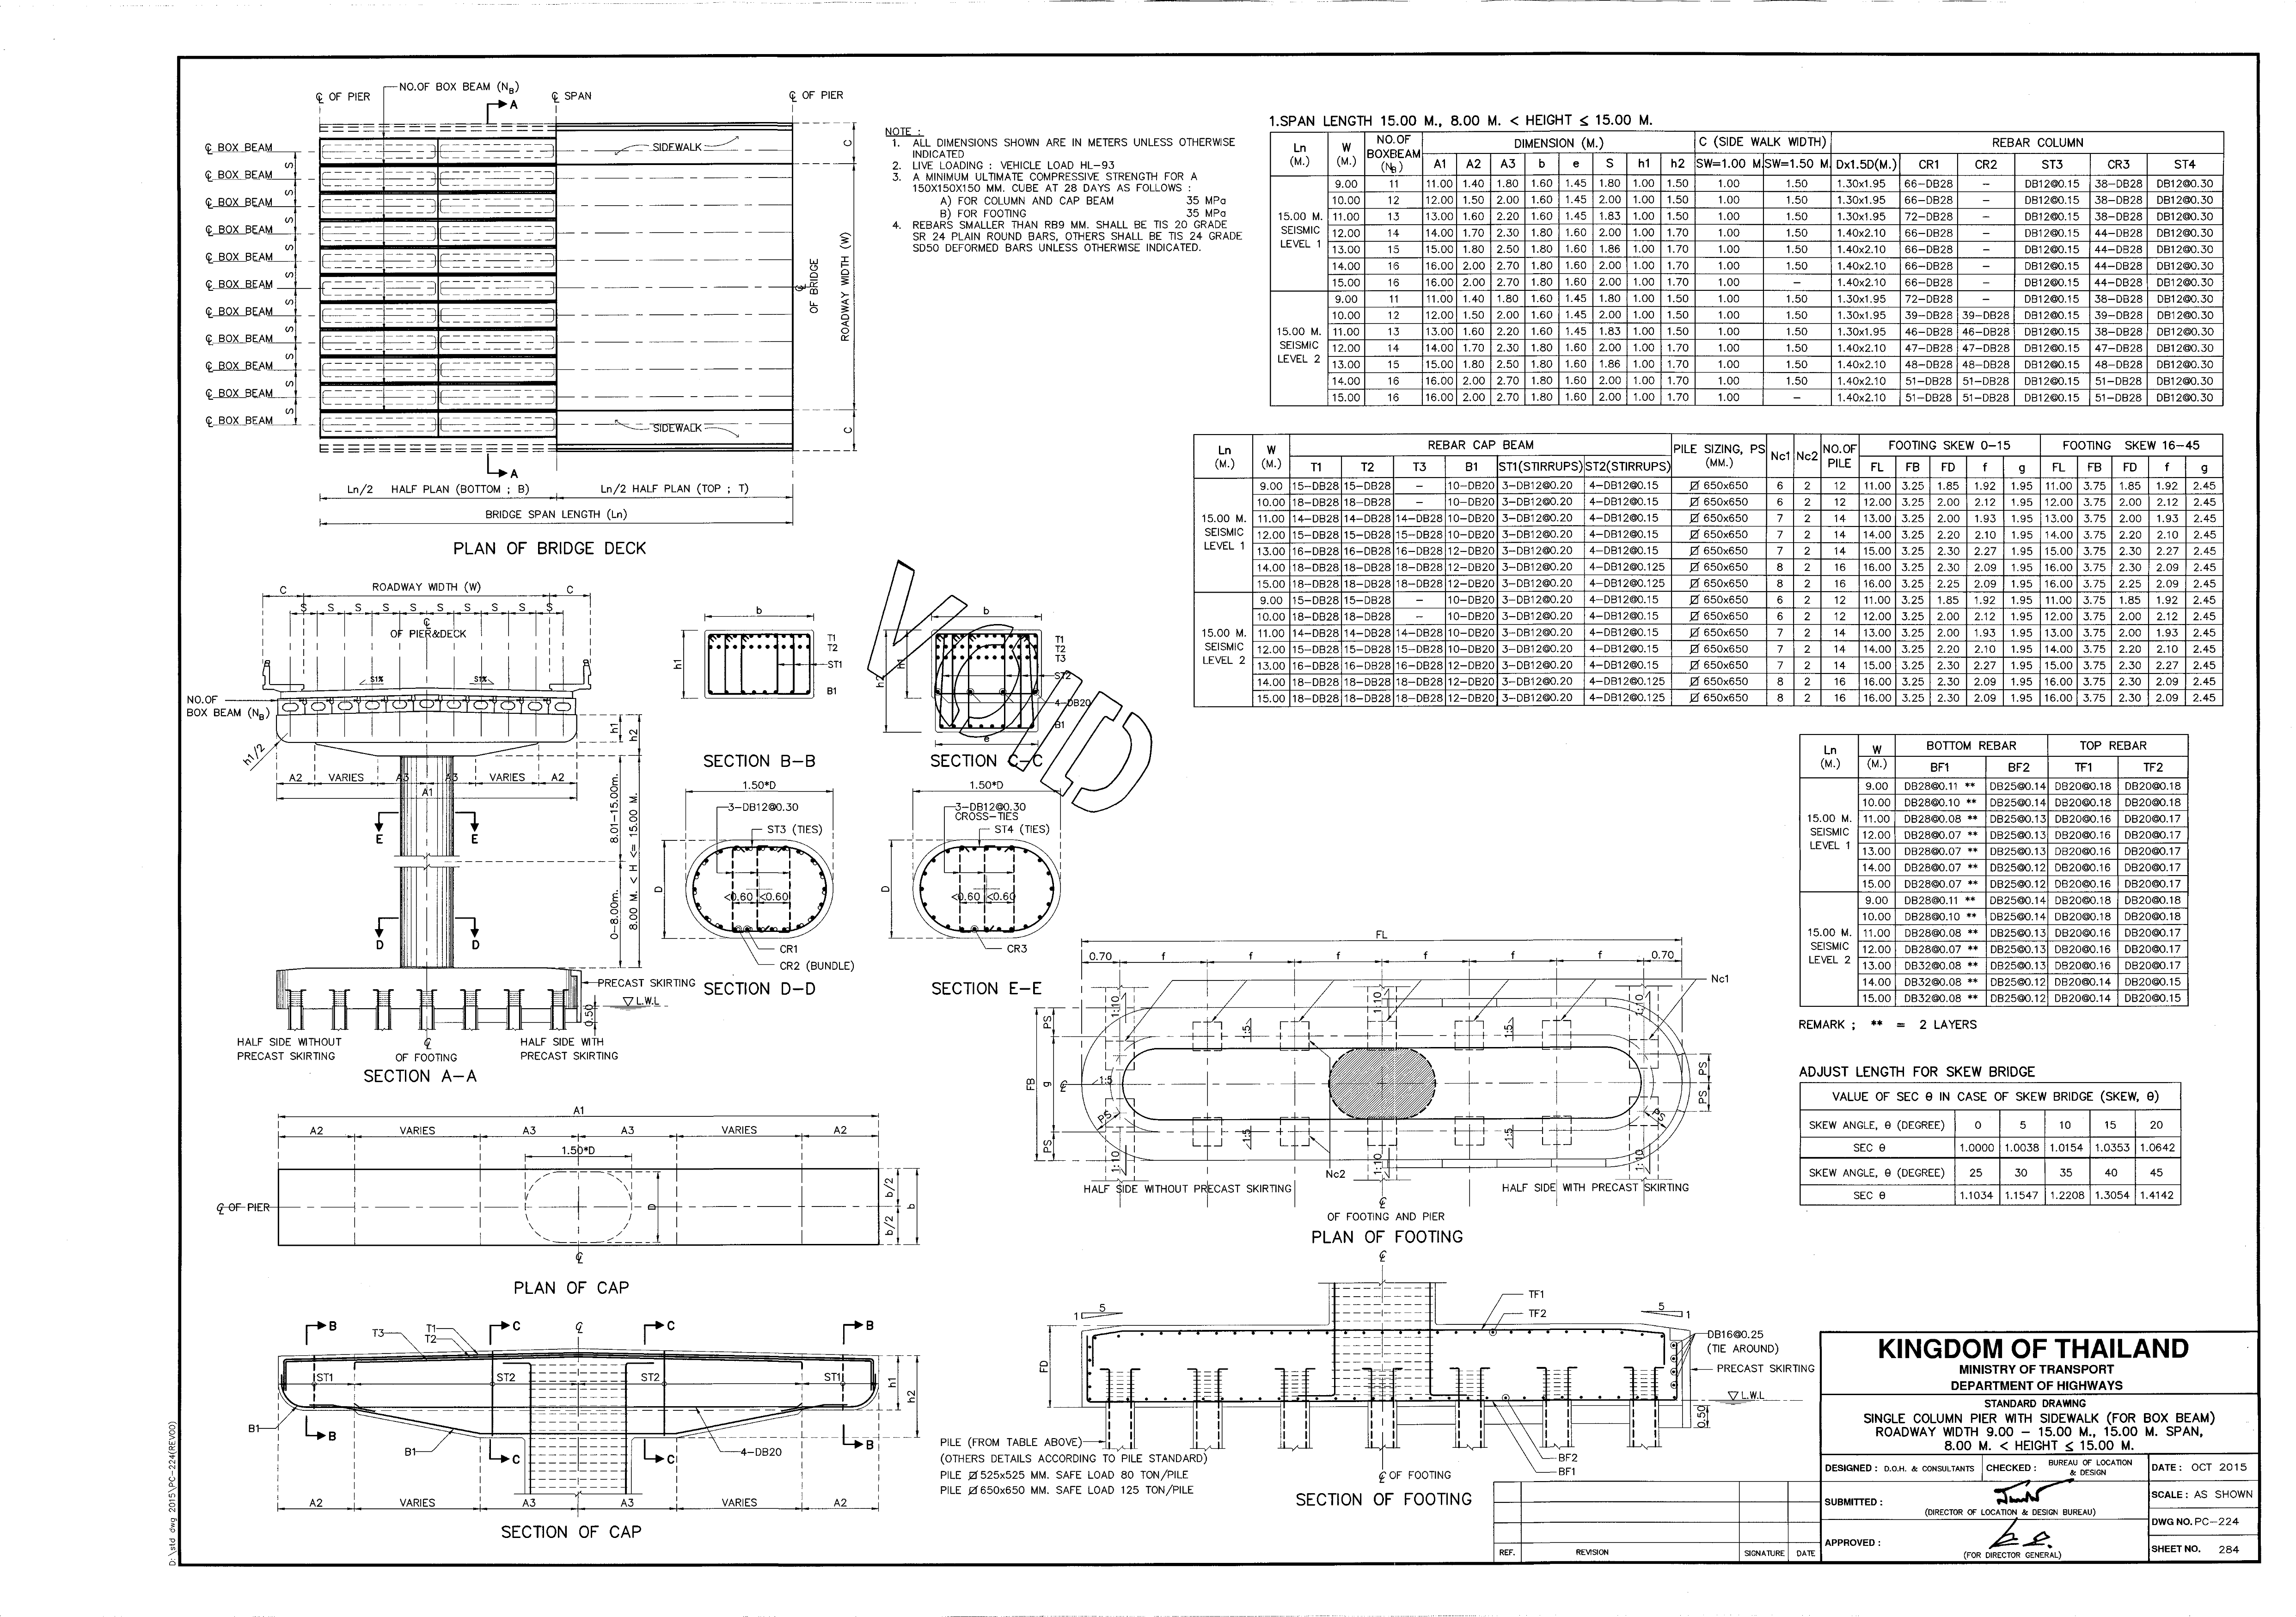 ℄ OF PIER
NO.OF BOX BEAM (NB)
A
℄ SPAN
℄ OF PIER
℄ BOX BEAM
℄ BOX BEAM
℄ BOX BEAM
℄ BOX BEAM
℄ BOX BEAM
℄ BOX BEAM
℄ BOX BEAM
℄ BOX BEAM
℄ BOX BEAM
℄ BOX BEAM
℄ BOX BEAM
S
S
S
S
S
S
S
S
S
S
SIDEWALK
SIDEWALK
C
ROADWAY WIDTH (W)
C
℄ OF BRIDGE
A
Ln/2 HALF PLAN (BOTTOM ; B)
Ln/2 HALF PLAN (TOP ; T)
BRIDGE SPAN LENGTH (Ln)
PLAN OF BRIDGE DECK
NOTE :
1. ALL DIMENSIONS SHOWN ARE IN METERS UNLESS OTHERWISE
INDICATED
2. LIVE LOADING : VEHICLE LOAD HL-93
3. A MINIMUM ULTIMATE COMPRESSIVE STRENGTH FOR A
150X150X150 MM. CUBE AT 28 DAYS AS FOLLOWS :
A) FOR COLUMN AND CAP BEAM 35 MPa
B) FOR FOOTING 35 MPa
4. REBARS SMALLER THAN RB9 MM. SHALL BE TIS 20 GRADE
SR 24 PLAIN ROUND BARS, OTHERS SHALL BE TIS 24 GRADE
SD50 DEFORMED BARS UNLESS OTHERWISE INDICATED.
1.SPAN LENGTH 15.00 M., 8.00 M. < HEIGHT ≤ 15.00 M.
Ln (M.) W (M.) NO.OF BOXBEAM (NB) DIMENSION (M.) C (SIDE WALK WIDTH) REBAR COLUMN
A1 A2 A3 b e S h1 h2 SW=1.00 M. SW=1.50 M. Dx1.5D(M.) CR1 CR2 ST3 CR3 ST4
15.00 M. SEISMIC LEVEL 1
9.00 11 11.00 1.40 1.80 1.60 1.45 1.80 1.00 1.50 1.00 1.50 1.30x1.95 66-DB28 - DB12@0.15 38-DB28 DB12@0.30
10.00 12 12.00 1.50 2.00 1.60 1.45 2.00 1.00 1.50 1.00 1.50 1.30x1.95 66-DB28 - DB12@0.15 38-DB28 DB12@0.30
11.00 13 13.00 1.60 2.20 1.60 1.45 1.83 1.00 1.50 1.00 1.50 1.30x1.95 72-DB28 - DB12@0.15 38-DB28 DB12@0.30
12.00 14 14.00 1.70 2.30 1.80 1.60 2.00 1.00 1.70 1.00 1.50 1.40x2.10 66-DB28 - DB12@0.15 44-DB28 DB12@0.30
13.00 15 15.00 1.80 2.50 1.80 1.60 1.86 1.00 1.70 1.00 1.50 1.40x2.10 66-DB28 - DB12@0.15 44-DB28 DB12@0.30
14.00 16 16.00 2.00 2.70 1.80 1.60 2.00 1.00 1.70 1.00 1.50 1.40x2.10 66-DB28 - DB12@0.15 44-DB28 DB12@0.30
15.00 16 16.00 2.00 2.70 1.80 1.60 2.00 1.00 1.70 1.00 - 1.40x2.10 66-DB28 - DB12@0.15 44-DB28 DB12@0.30
15.00 M. SEISMIC LEVEL 2
9.00 11 11.00 1.40 1.80 1.60 1.45 1.80 1.00 1.50 1.00 1.50 1.30x1.95 72-DB28 - DB12@0.15 38-DB28 DB12@0.30
10.00 12 12.00 1.50 2.00 1.60 1.45 2.00 1.00 1.50 1.00 1.50 1.30x1.95 39-DB28 39-DB28 DB12@0.15 39-DB28 DB12@0.30
11.00 13 13.00 1.60 2.20 1.60 1.45 1.83 1.00 1.50 1.00 1.50 1.30x1.95 46-DB28 46-DB28 DB12@0.15 38-DB28 DB12@0.30
12.00 14 14.00 1.70 2.30 1.80 1.60 2.00 1.00 1.70 1.00 1.50 1.40x2.10 47-DB28 47-DB28 DB12@0.15 47-DB28 DB12@0.30
13.00 15 15.00 1.80 2.50 1.80 1.60 1.86 1.00 1.70 1.00 1.50 1.40x2.10 48-DB28 48-DB28 DB12@0.15 48-DB28 DB12@0.30
14.00 16 16.00 2.00 2.70 1.80 1.60 2.00 1.00 1.70 1.00 1.50 1.40x2.10 51-DB28 51-DB28 DB12@0.15 51-DB28 DB12@0.30
15.00 16 16.00 2.00 2.70 1.80 1.60 2.00 1.00 1.70 1.00 - 1.40x2.10 51-DB28 51-DB28 DB12@0.15 51-DB28 DB12@0.30
Ln (M.) W (M.) REBAR CAP BEAM PILE SIZING, PS (MM.) Nc1 Nc2 NO.OF PILE FOOTING SKEW 0-15 FOOTING SKEW 16-45
T1 T2 T3 B1 ST1(STIRRUPS) ST2(STIRRUPS) FL FB FD f g FL FB FD f g
15.00 M. SEISMIC LEVEL 1
9.00 15-DB28 15-DB28 - 10-DB20 3-DB12@0.20 4-DB12@0.15 650x650 6 2 12 11.00 3.25 1.85 1.92 1.95 11.00 3.75 1.85 1.92 2.45
10.00 18-DB28 18-DB28 - 10-DB20 3-DB12@0.20 4-DB12@0.15 650x650 6 2 12 12.00 3.25 2.00 2.12 1.95 12.00 3.75 2.00 2.12 2.45
11.00 14-DB28 14-DB28 14-DB28 10-DB20 3-DB12@0.20 4-DB12@0.15 650x650 7 2 14 13.00 3.25 2.00 1.93 1.95 13.00 3.75 2.00 1.93 2.45
12.00 15-DB28 15-DB28 15-DB28 10-DB20 3-DB12@0.20 4-DB12@0.15 650x650 7 2 14 14.00 3.25 2.20 2.10 1.95 14.00 3.75 2.20 2.10 2.45
13.00 16-DB28 16-DB28 16-DB28 12-DB20 3-DB12@0.20 4-DB12@0.15 650x650 7 2 14 15.00 3.25 2.30 2.27 1.95 15.00 3.75 2.30 2.27 2.45
14.00 18-DB28 18-DB28 18-DB28 12-DB20 3-DB12@0.20 4-DB12@0.125 650x650 8 2 16 16.00 3.25 2.30 2.09 1.95 16.00 3.75 2.30 2.09 2.45
15.00 18-DB28 18-DB28 18-DB28 12-DB20 3-DB12@0.20 4-DB12@0.125 650x650 8 2 16 16.00 3.25 2.25 2.09 1.95 16.00 3.75 2.25 2.09 2.45
15.00 M. SEISMIC LEVEL 2
9.00 15-DB28 15-DB28 - 10-DB20 3-DB12@0.20 4-DB12@0.15 650x650 6 2 12 11.00 3.25 1.85 1.92 1.95 11.00 3.75 1.85 1.92 2.45
10.00 18-DB28 18-DB28 - 10-DB20 3-DB12@0.20 4-DB12@0.15 650x650 6 2 12 12.00 3.25 2.00 2.12 1.95 12.00 3.75 2.00 2.12 2.45
11.00 14-DB28 14-DB28 14-DB28 10-DB20 3-DB12@0.20 4-DB12@0.15 650x650 7 2 14 13.00 3.25 2.00 1.93 1.95 13.00 3.75 2.00 1.93 2.45
12.00 15-DB28 15-DB28 15-DB28 10-DB20 3-DB12@0.20 4-DB12@0.15 650x650 7 2 14 14.00 3.25 2.20 2.10 1.95 14.00 3.75 2.20 2.10 2.45
13.00 16-DB28 16-DB28 16-DB28 12-DB20 3-DB12@0.20 4-DB12@0.15 650x650 7 2 14 15.00 3.25 2.30 2.27 1.95 15.00 3.75 2.30 2.27 2.45
14.00 18-DB28 18-DB28 18-DB28 12-DB20 3-DB12@0.20 4-DB12@0.125 650x650 8 2 16 16.00 3.25 2.30 2.09 1.95 16.00 3.75 2.30 2.09 2.45
15.00 18-DB28 18-DB28 18-DB28 12-DB20 3-DB12@0.20 4-DB12@0.125 650x650 8 2 16 16.00 3.25 2.30 2.09 1.95 16.00 3.75 2.30 2.09 2.45
C ROADWAY WIDTH (W) C
S S S S S S S S S S
℄ OF PIER&DECK
S1% S1%
NO.OF
BOX BEAM (NB)
h1/2
h1
h2
A2 VARIES A3 A3 VARIES A2
A1
E E
D D
8.01-15.00m.
0-8.00m.
8.00 M. < H <= 15.00 M.
PRECAST SKIRTING
L.W.L
0.50
HALF SIDE WITHOUT
PRECAST SKIRTING
℄ OF FOOTING
HALF SIDE WITH
PRECAST SKIRTING
SECTION A-A
b
h1
T1
T2
ST1
B1
SECTION B-B
b
h1
h2
T1
T2
T3
ST2
4-DB20
B1
e
SECTION C-C
VOID
1.50*D
3-DB12@0.30
ST3 (TIES)
D
<0.60 <0.60
CR1
CR2 (BUNDLE)
SECTION D-D
1.50*D
3-DB12@0.30
CROSS-TIES
ST4 (TIES)
D
<0.60 <0.60
CR3
SECTION E-E
Ln (M.) W (M.) BOTTOM REBAR TOP REBAR
BF1 BF2 TF1 TF2
15.00 M. SEISMIC LEVEL 1
9.00 DB28@0.11 ** DB25@0.14 DB20@0.18 DB20@0.18
10.00 DB28@0.10 ** DB25@0.14 DB20@0.18 DB20@0.18
11.00 DB28@0.08 ** DB25@0.13 DB20@0.16 DB20@0.17
12.00 DB28@0.07 ** DB25@0.13 DB20@0.16 DB20@0.17
13.00 DB28@0.07 ** DB25@0.13 DB20@0.16 DB20@0.17
14.00 DB28@0.07 ** DB25@0.12 DB20@0.16 DB20@0.17
15.00 DB28@0.07 ** DB25@0.12 DB20@0.16 DB20@0.17
15.00 M. SEISMIC LEVEL 2
9.00 DB28@0.11 ** DB25@0.14 DB20@0.18 DB20@0.18
10.00 DB28@0.10 ** DB25@0.14 DB20@0.18 DB20@0.18
11.00 DB28@0.08 ** DB25@0.13 DB20@0.16 DB20@0.17
12.00 DB28@0.07 ** DB25@0.13 DB20@0.16 DB20@0.17
13.00 DB32@0.08 ** DB25@0.13 DB20@0.16 DB20@0.17
14.00 DB32@0.08 ** DB25@0.12 DB20@0.14 DB20@0.15
15.00 DB32@0.08 ** DB25@0.12 DB20@0.14 DB20@0.15
REMARK ; ** = 2 LAYERS
ADJUST LENGTH FOR SKEW BRIDGE
VALUE OF SEC θ IN CASE OF SKEW BRIDGE (SKEW, θ)
SKEW ANGLE, θ (DEGREE) 0 5 10 15 20
SEC θ 1.0000 1.0038 1.0154 1.0353 1.0642
SKEW ANGLE, θ (DEGREE) 25 30 35 40 45
SEC θ 1.1034 1.1547 1.2208 1.3054 1.4142
FL
0.70 f f f f f f 0.70
Nc1
1:10 1:10 1:10
PS
1:5 1:5
FB g 1:5
PS
PS
PS PS
PS
1:5 1:5
1:10 1:10 1:10
Nc2
HALF SIDE WITHOUT PRECAST SKIRTING
HALF SIDE WITH PRECAST SKIRTING
℄
OF FOOTING AND PIER
PLAN OF FOOTING
A1
A2 VARIES A3 A3 VARIES A2
1.50*D
℄ OF PIER
D
b/2
b/2
b
℄
PLAN OF CAP
B C ℄ C B
T3 T1
T2
ST1 ST2 ST2 ST1
h1
h2
B1
B
B1
C C
4-DB20
B
A2 VARIES A3 A3 VARIES A2
SECTION OF CAP
℄
1 5
5 1
TF1
TF2
FD
DB16@0.25
(TIE AROUND)
PRECAST SKIRTING
L.W.L
0.50
BF2
BF1
℄ OF FOOTING
SECTION OF FOOTING
PILE (FROM TABLE ABOVE)
(OTHERS DETAILS ACCORDING TO PILE STANDARD)
PILE 525x525 MM. SAFE LOAD 80 TON/PILE
PILE 650x650 MM. SAFE LOAD 125 TON/PILE
REF. REVISION SIGNATURE DATE
KINGDOM OF THAILAND
MINISTRY OF TRANSPORT
DEPARTMENT OF HIGHWAYS
STANDARD DRAWING
SINGLE COLUMN PIER WITH SIDEWALK (FOR BOX BEAM)
ROADWAY WIDTH 9.00 - 15.00 M., 15.00 M. SPAN,
8.00 M. < HEIGHT ≤ 15.00 M.
DESIGNED : D.O.H. & CONSULTANTS CHECKED : BUREAU OF LOCATION & DESIGN DATE : OCT 2015
SUBMITTED :
(DIRECTOR OF LOCATION & DESIGN BUREAU)
SCALE : AS SHOWN
DWG NO. PC-224
APPROVED :
(FOR DIRECTOR GENERAL)
SHEET NO. 284
D:\std dwg 2015\PC-224(REV00)